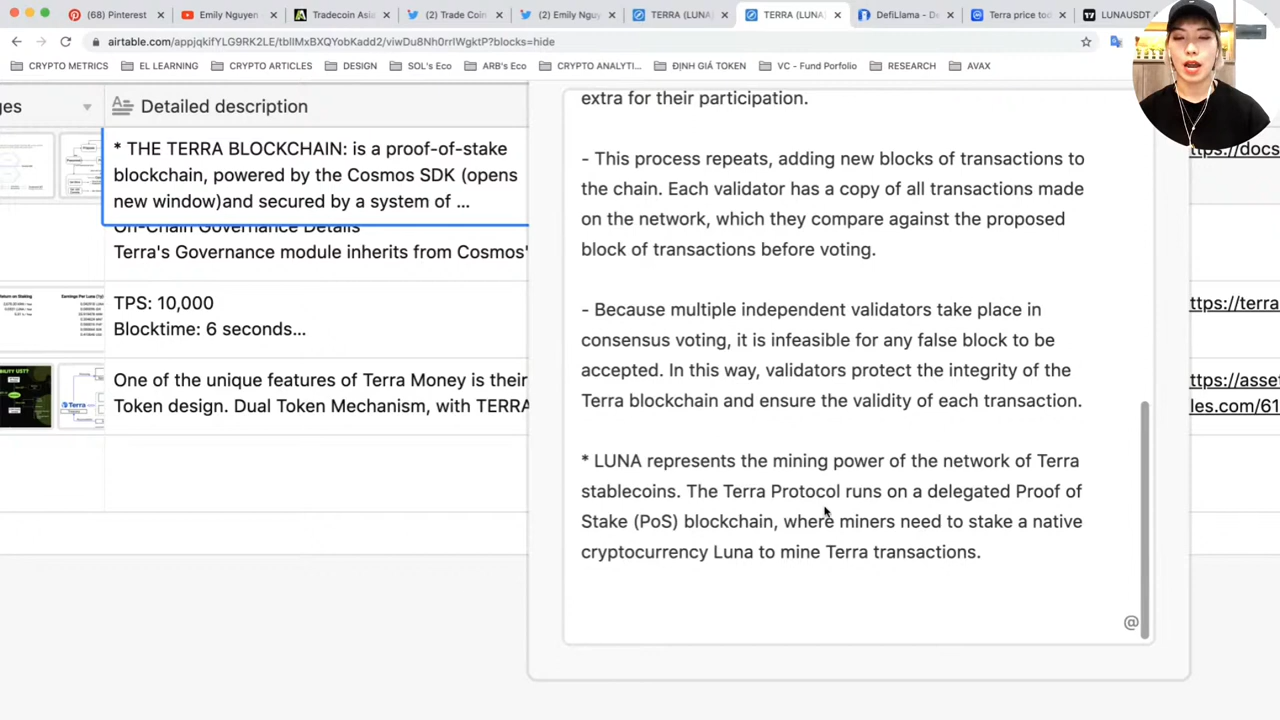 (68) Pinterest
Emily Nguyen
Tradecoin Asia
(2) Trade Coin
(2) Emily Ng
TERRA (LUNA
TERRA (LUNA)
DefiLlama - De
Terra price tod
LUNAUSDT
airtable.com/appjqkifYLG9RK2LE/tblIMxBXQYobKadd2/viwDu8Nh0rrlWgktP?blocks=hide
CRYPTO METRICS
EL LEARNING
CRYPTO ARTICLES
DESIGN
SOL's Eco
ARB's Eco
CRYPTO ANALYTI...
ĐỊNH GIÁ TOKEN
VC - Fund Porfolio
RESEARCH
AVAX
ges
Detailed description
* THE TERRA BLOCKCHAIN: is a proof-of-stake
blockchain, powered by the Cosmos SDK (opens
new window)and secured by a system of ...
On-Chain Governance Details
Terra's Governance module inherits from Cosmos'
TPS: 10,000
Blocktime: 6 seconds...
One of the unique features of Terra Money is their
Token design. Dual Token Mechanism, with TERRA
extra for their participation.
- This process repeats, adding new blocks of transactions to
the chain. Each validator has a copy of all transactions made
on the network, which they compare against the proposed
block of transactions before voting.
- Because multiple independent validators take place in
consensus voting, it is infeasible for any false block to be
accepted. In this way, validators protect the integrity of the
Terra blockchain and ensure the validity of each transaction.
* LUNA represents the mining power of the network of Terra
stablecoins. The Terra Protocol runs on a delegated Proof of
Stake (PoS) blockchain, where miners need to stake a native
cryptocurrency Luna to mine Terra transactions.
@
ttps://docs
ttps://terra
ttps://asset
les.com/61